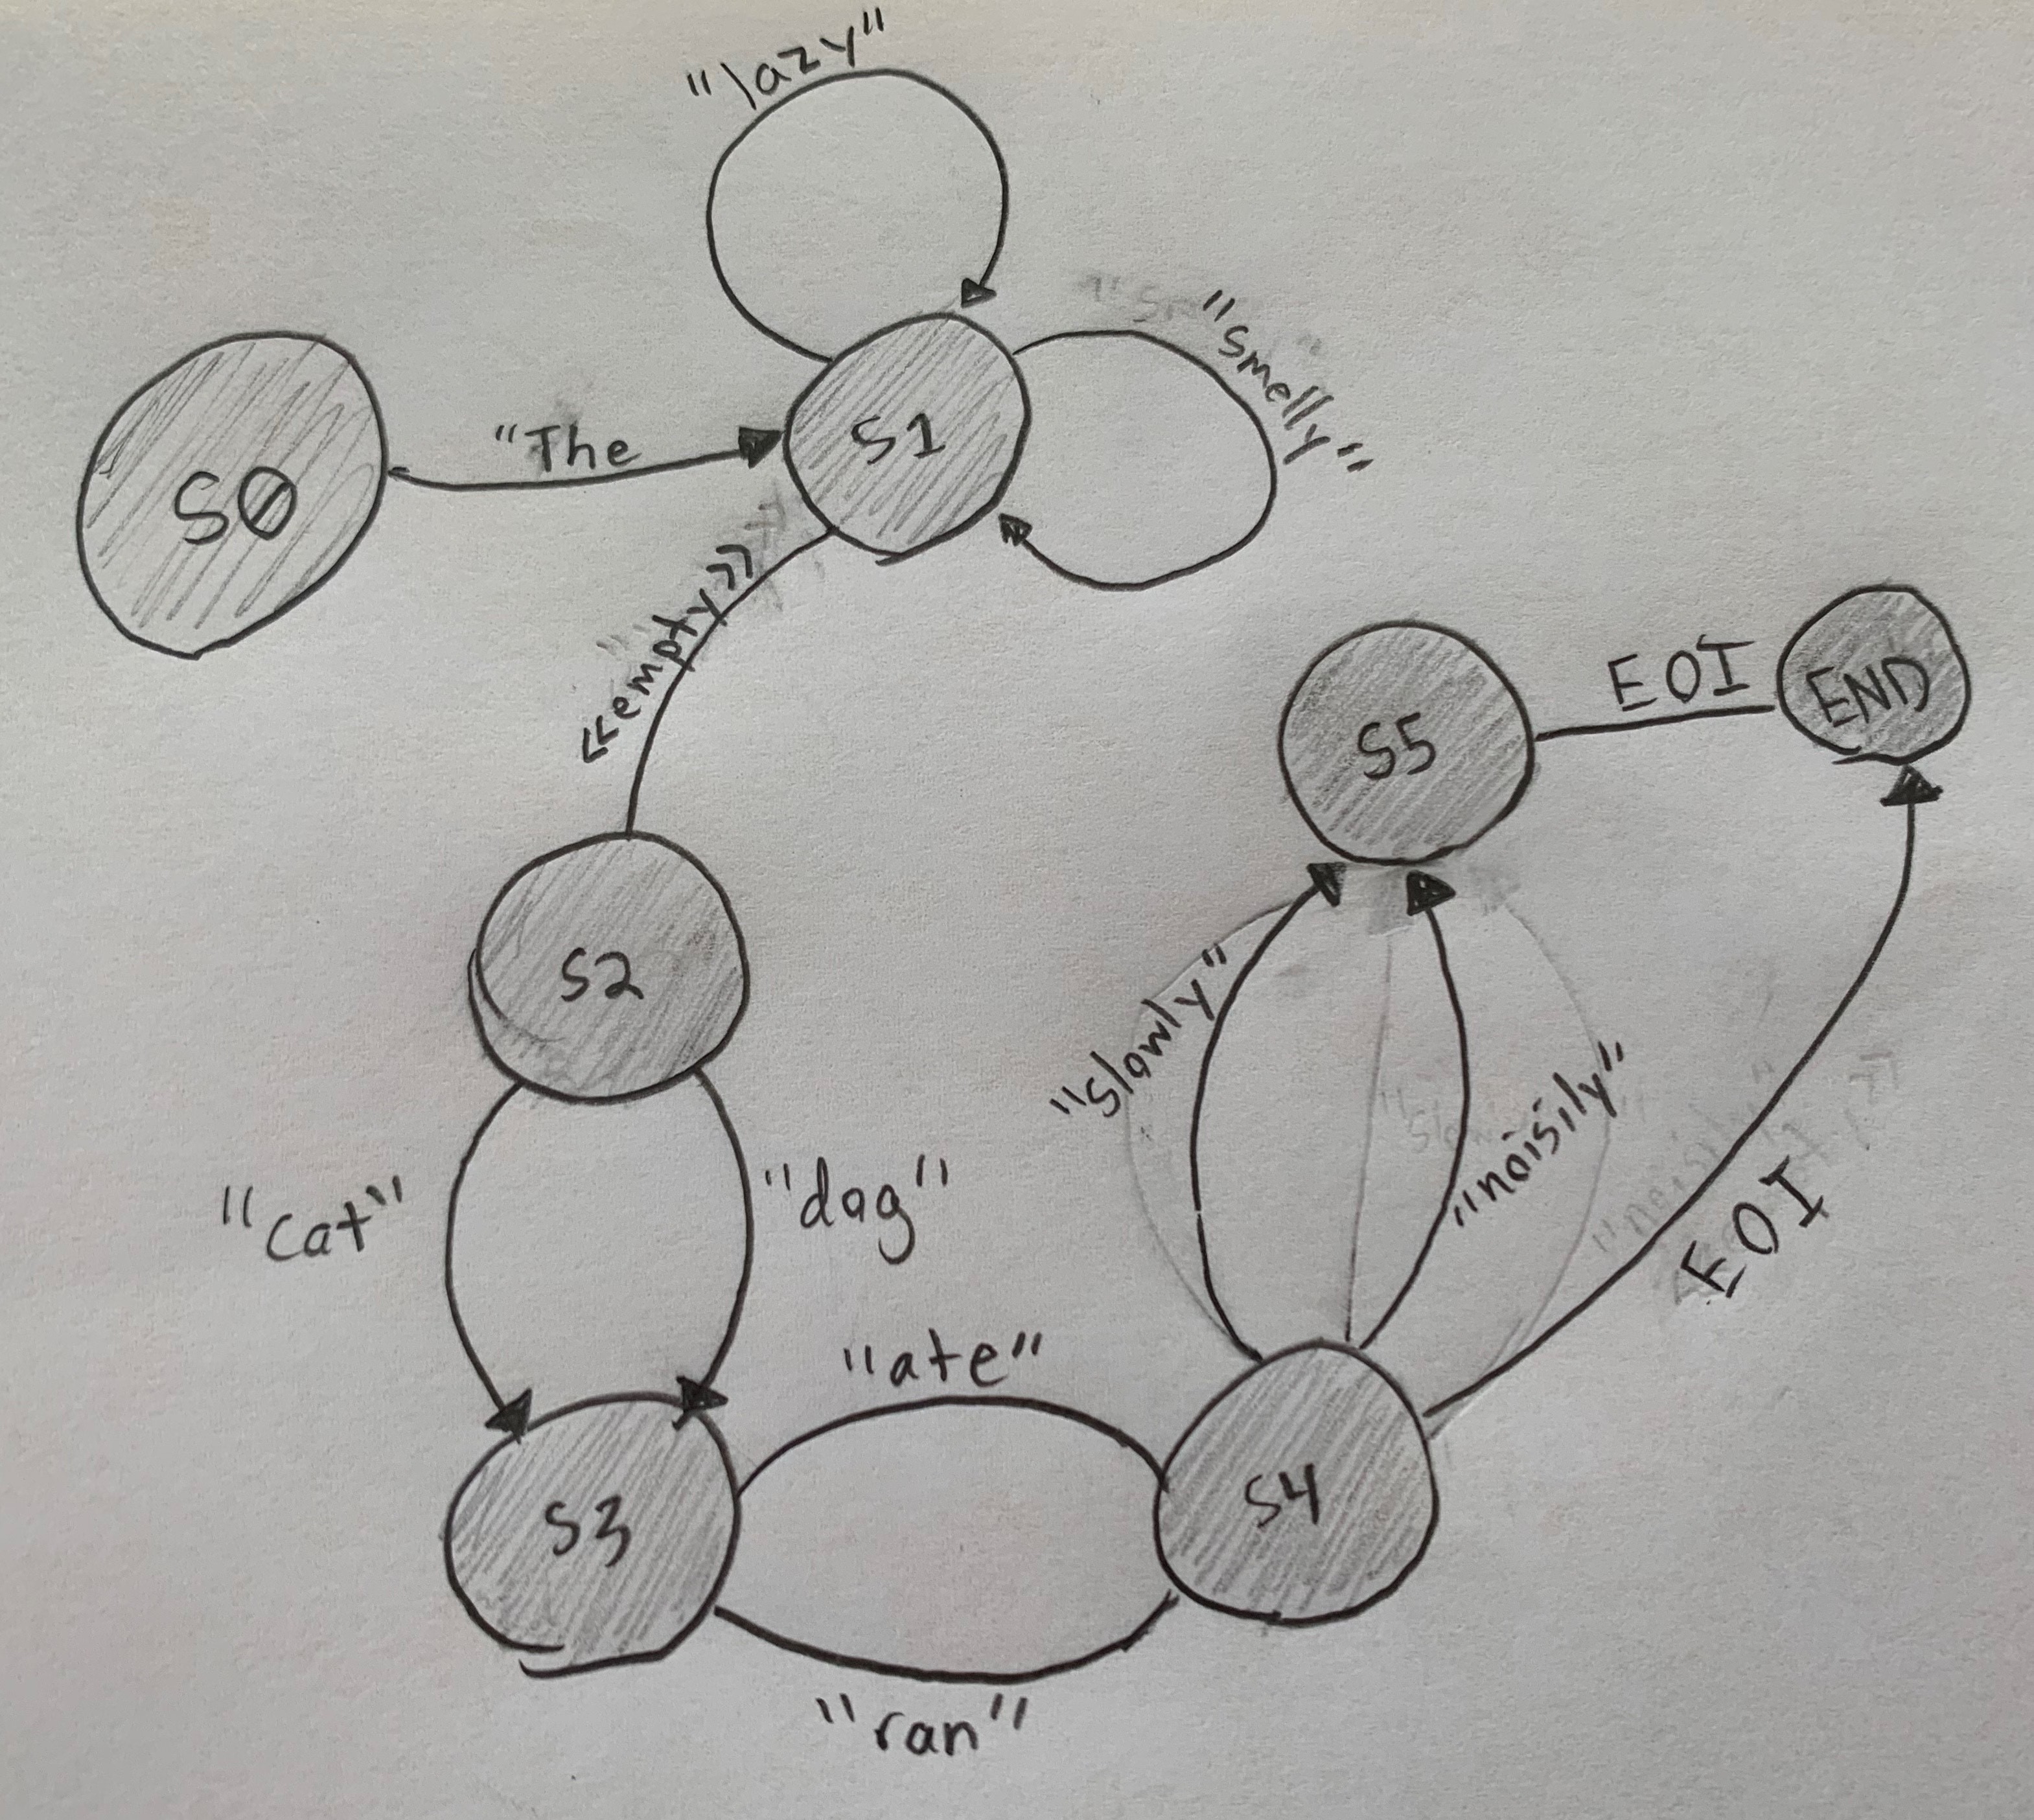 "lazy"
"smelly"
"The
S0
S1
<<empty>>
EOI
END
S5
S2
"slowly"
"noisily"
"cat"
"dog"
EOI
"ate"
S3
S4
"ran"